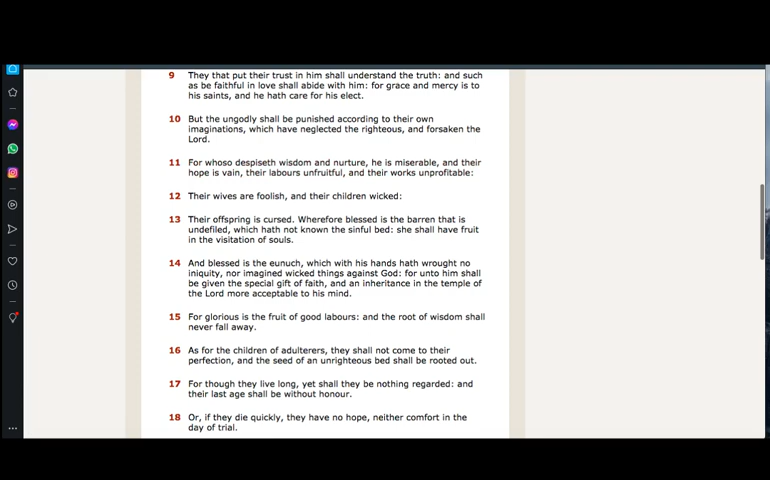 9 They that put their trust in him shall understand the truth: and such
as be faithful in love shall abide with him: for grace and mercy is to
his saints, and he hath care for his elect.
10 But the ungodly shall be punished according to their own
imaginations, which have neglected the righteous, and forsaken the
Lord.
11 For whoso despiseth wisdom and nurture, he is miserable, and their
hope is vain, their labours unfruitful, and their works unprofitable:
12 Their wives are foolish, and their children wicked:
13 Their offspring is cursed. Wherefore blessed is the barren that is
undefiled, which hath not known the sinful bed: she shall have fruit
in the visitation of souls.
14 And blessed is the eunuch, which with his hands hath wrought no
iniquity, nor imagined wicked things against God: for unto him shall
be given the special gift of faith, and an inheritance in the temple of
the Lord more acceptable to his mind.
15 For glorious is the fruit of good labours: and the root of wisdom shall
never fall away.
16 As for the children of adulterers, they shall not come to their
perfection, and the seed of an unrighteous bed shall be rooted out.
17 For though they live long, yet shall they be nothing regarded: and
their last age shall be without honour.
18 Or, if they die quickly, they have no hope, neither comfort in the
day of trial.